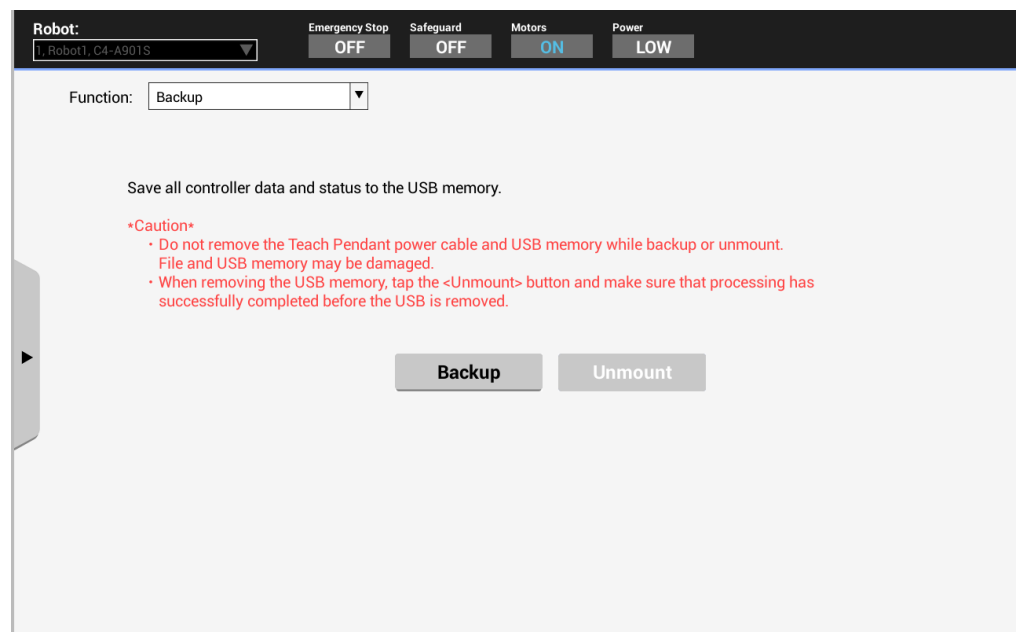 Robot:
1, Robot1, C4-A901S
Emergency Stop
OFF
Safeguard
OFF
Motors
ON
Power
LOW
Function:
Backup
Save all controller data and status to the USB memory.
*Caution*
・Do not remove the Teach Pendant power cable and USB memory while backup or unmount.
File and USB memory may be damaged.
・When removing the USB memory, tap the <Unmount> button and make sure that processing has
successfully completed before the USB is removed.
Backup
Unmount